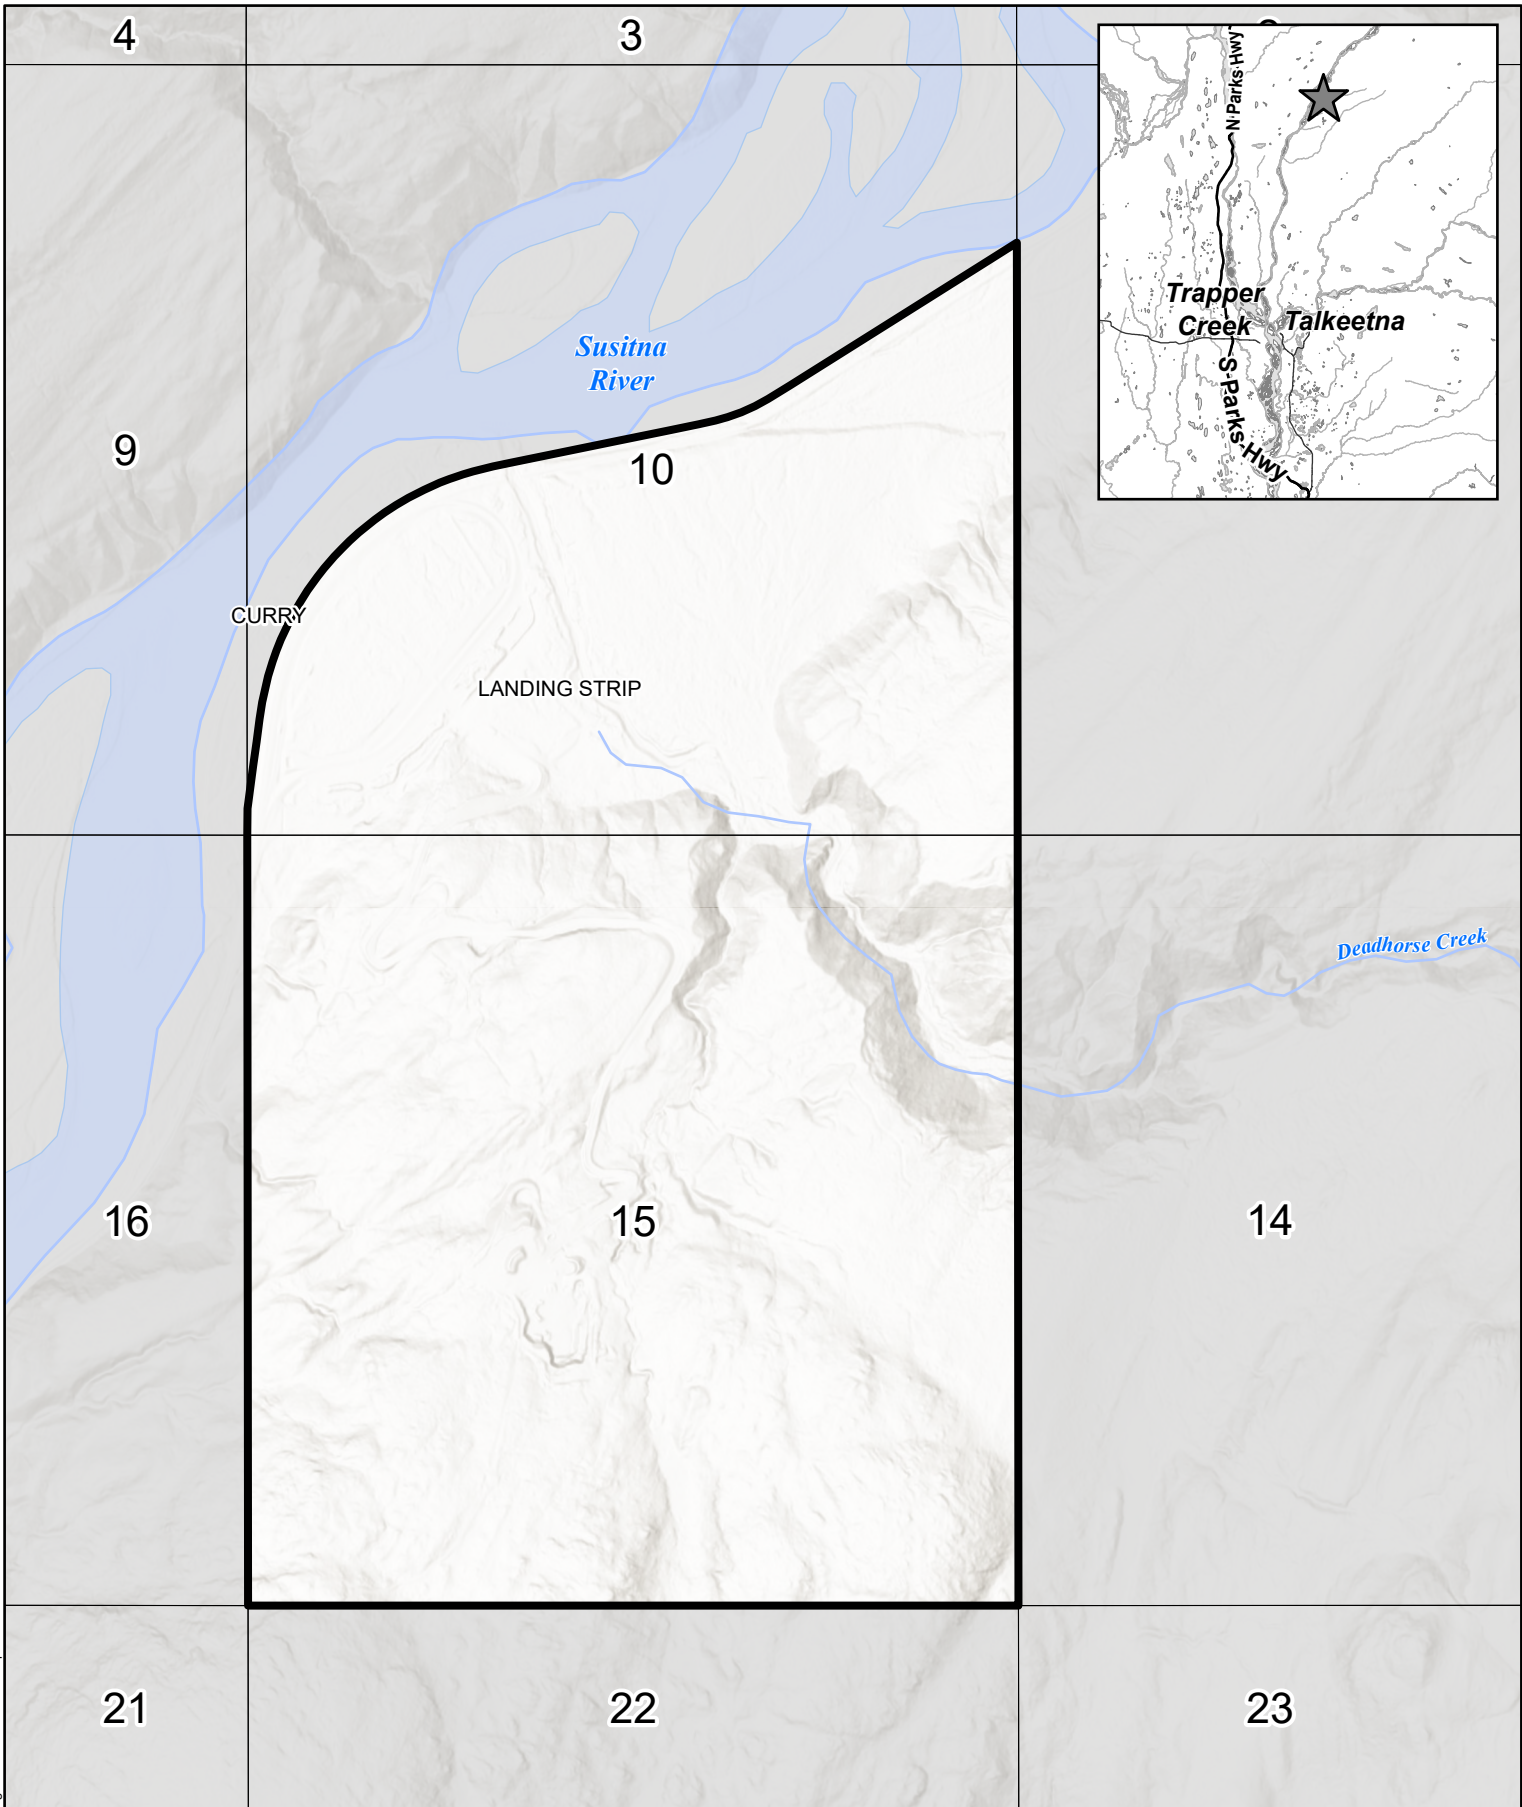 4
3
N Parks Hwy
Trapper
Creek
Talkeetna
S Parks Hwy
Susitna
River
9
10
CURRY
LANDING STRIP
Deadhorse Creek
16
15
14
21
22
23